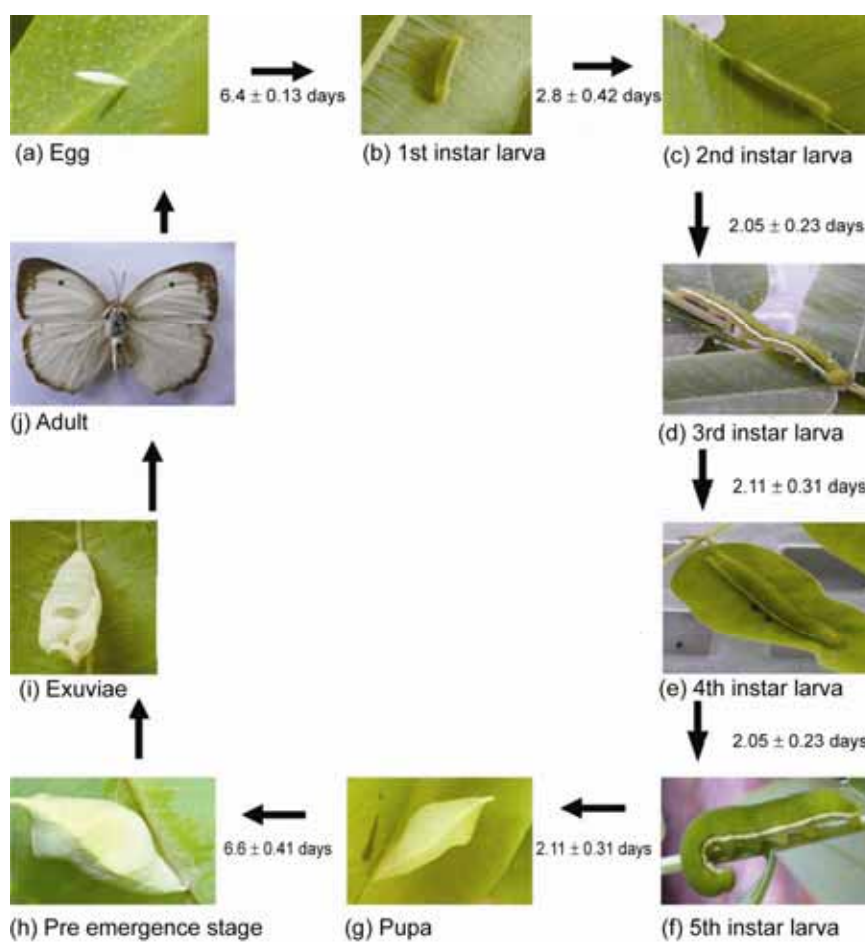 6.4 ± 0.13 days
2.8 ± 0.42 days
(a) Egg
(b) 1st instar larva
(c) 2nd instar larva
2.05 ± 0.23 days
(j) Adult
(d) 3rd instar larva
2.11 ± 0.31 days
(i) Exuviae
(e) 4th instar larva
2.05 ± 0.23 days
6.6 ± 0.41 days
2.11 ± 0.31 days
(h) Pre emergence stage
(g) Pupa
(f) 5th instar larva